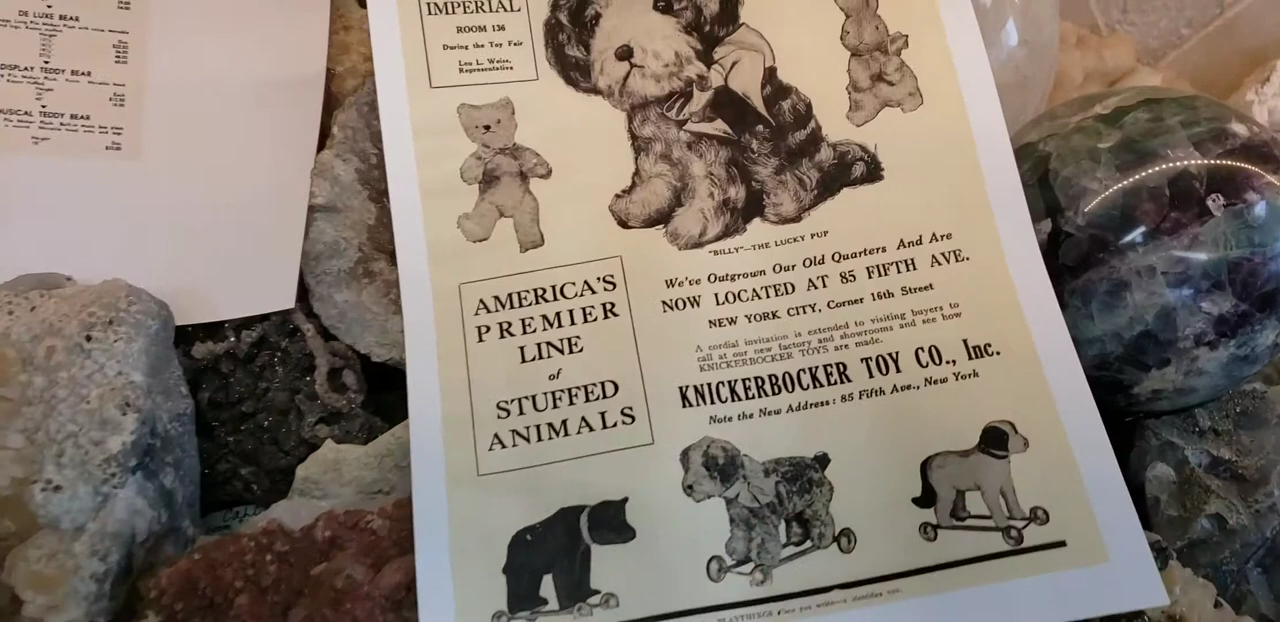 DE LUXE BEAR
DISPLAY TEDDY BEAR
MUSICAL TEDDY BEAR
IMPERIAL
ROOM 136
During the Toy Fair
Leo L. Weiss,
Representative
"BILLY"—THE LUCKY PUP
We've Outgrown Our Old Quarters And Are
NOW LOCATED AT 85 FIFTH AVE.
NEW YORK CITY, Corner 16th Street
A cordial invitation is extended to visiting buyers to
call at our new factory and showrooms and see how
KNICKERBOCKER TOYS are made.
KNICKERBOCKER TOY CO., Inc.
Note the New Address: 85 Fifth Ave., New York
AMERICA'S
PREMIER
LINE
of
STUFFED
ANIMALS
PLAYTHINGS